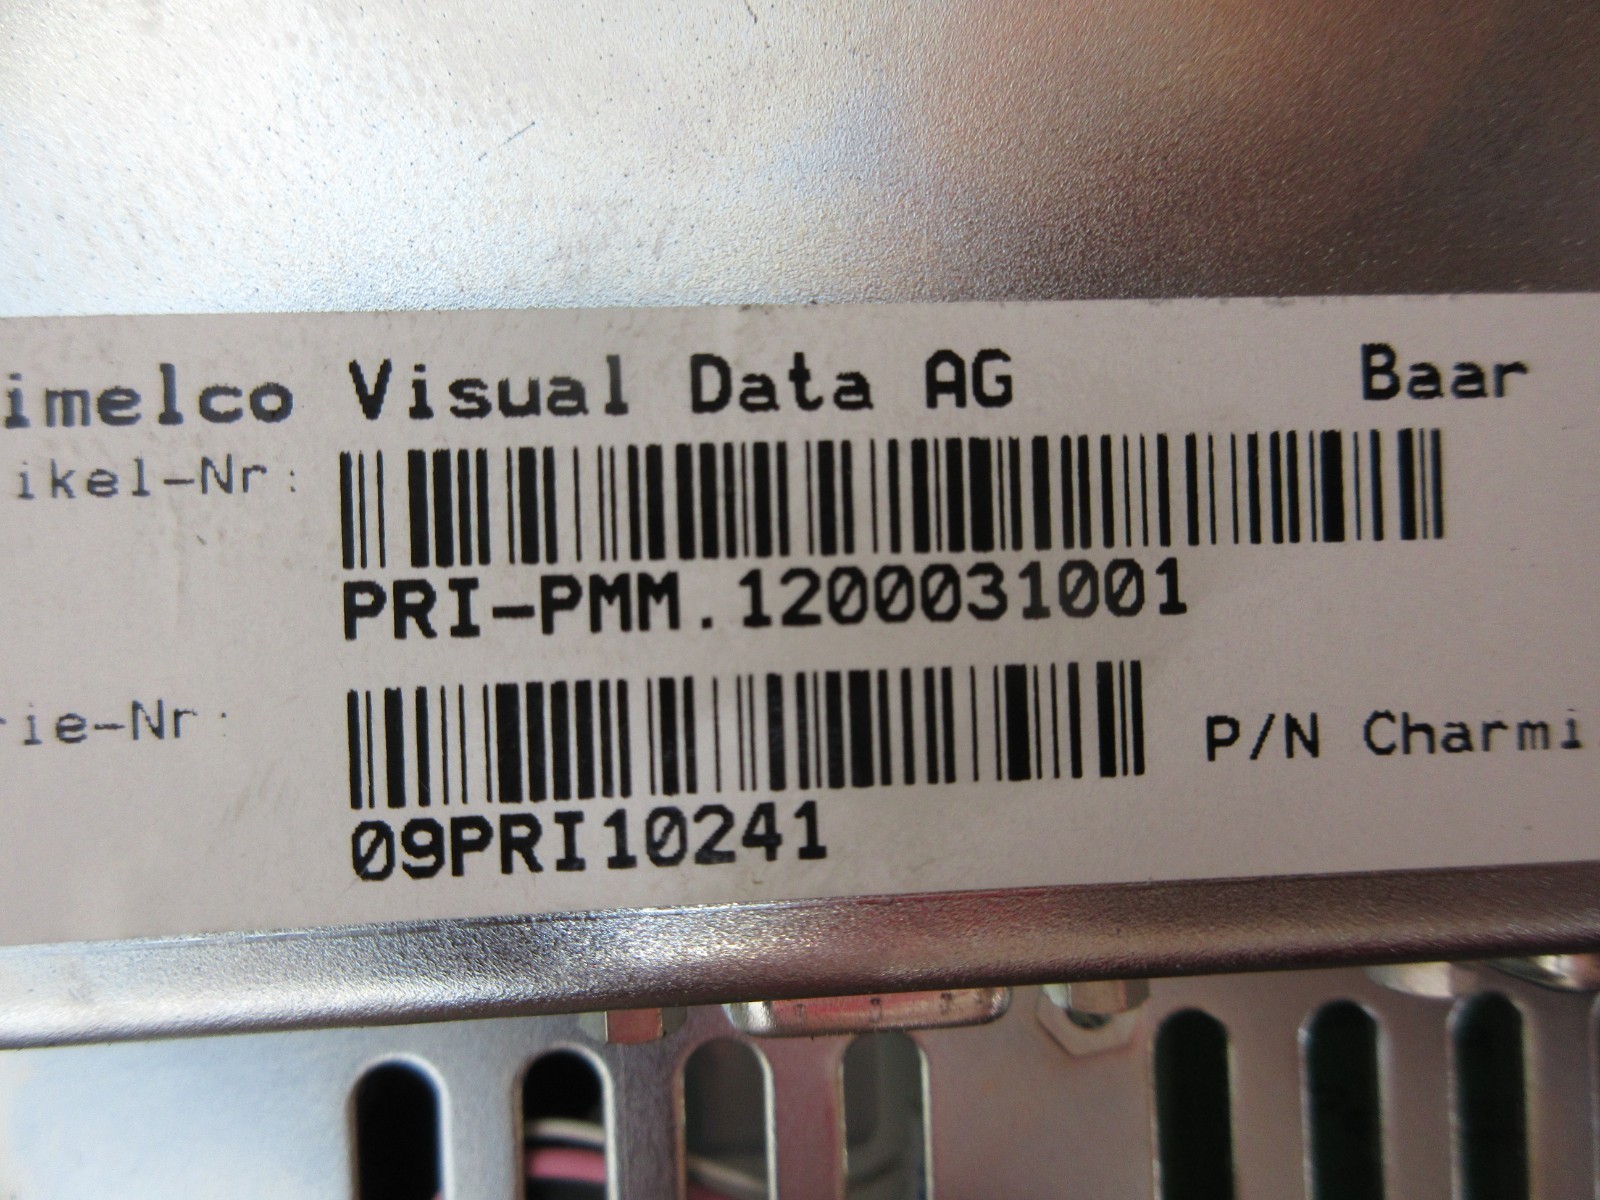 imelco Visual Data AG Baar
ikel-Nr:
PRI-PMM.1200031001
rie-Nr: P/N Charmi
09PRI10241